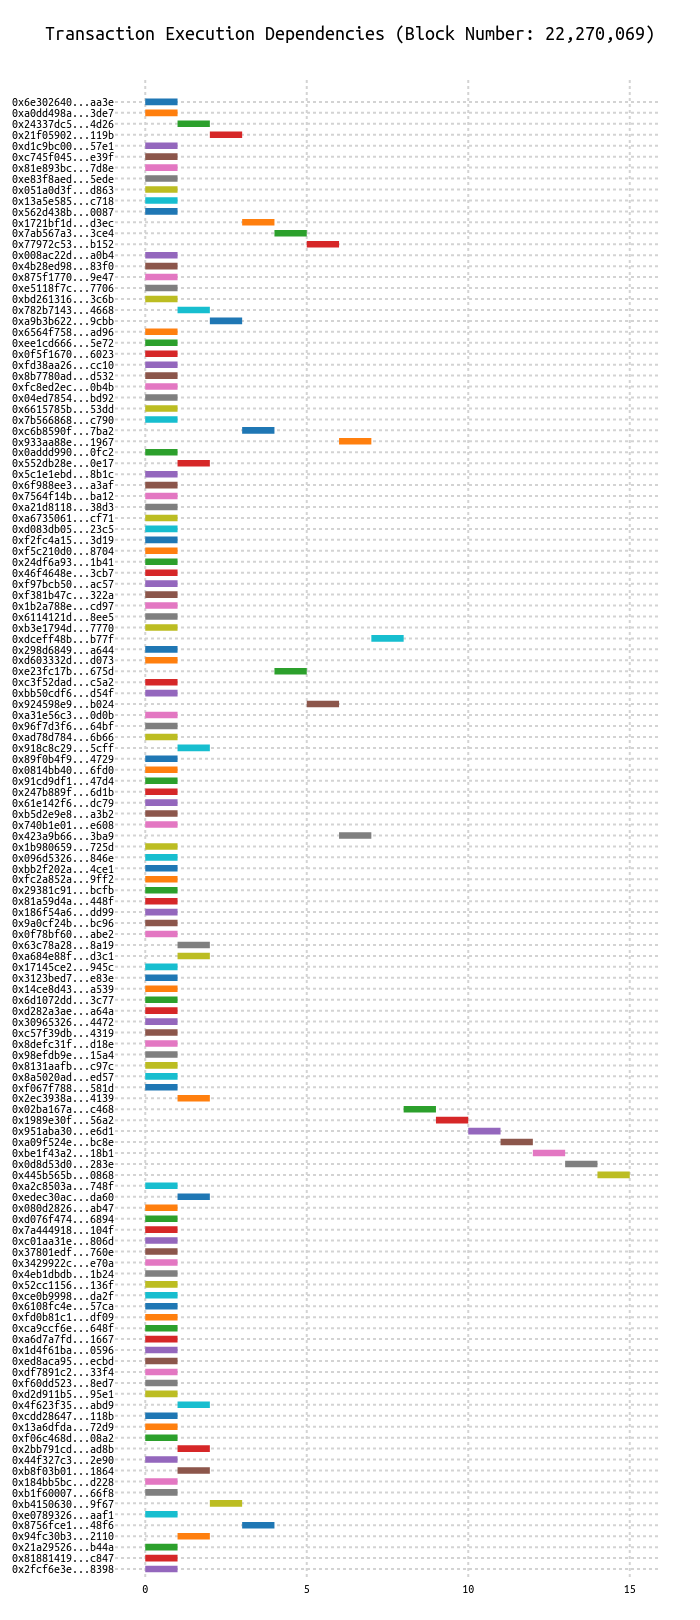 Transaction Execution Dependencies (Block Number: 22,270,069)
0x6e302640...aa3e
0xa0dd498a...3de7
0x24337dc5...4d26
0x21f05902...119b
0xd1c9bc00...57e1
0xc745f045...e39f
0x81e893bc...7d8e
0xe83f8aed...5ede
0x051a0d3f...d863
0x13a5e585...c718
0x562d438b...0087
0x1721bf1d...d3ec
0x7ab567a3...3ce4
0x77972c53...b152
0x008ac22d...a0b4
0x4b28ed98...83f0
0x875f1770...9e47
0xe5118f7c...7706
0xbd261316...3c6b
0x782b7143...4668
0xa9b3b622...9cbb
0x6564f758...ad96
0xee1cd666...5e72
0x0f5f1670...6023
0xfd38aa26...cc10
0x8b7780ad...d532
0xfc8ed2ec...0b4b
0x04ed7854...bd92
0x6615785b...53dd
0x7b566868...c790
0xc6b8590f...7ba2
0x933aa88e...1967
0x0addd990...0fc2
0x552db28e...0e17
0x5c1e1ebd...8b1c
0x6f988ee3...a3af
0x7564f14b...ba12
0xa21d8118...38d3
0xa6735061...cf71
0xd083db05...23c5
0xf2fc4a15...3d19
0xf5c210d0...8704
0x24df6a93...1b41
0x46f4648e...3cb7
0xf97bcb50...ac57
0xf381b47c...322a
0x1b2a788e...cd97
0x6114121d...8ee5
0xb3e1794d...7770
0xdceff48b...b77f
0x298d6849...a644
0xd603332d...d073
0xe23fc17b...675d
0xc3f52dad...c5a2
0xbb50cdf6...d54f
0x924598e9...b024
0xa31e56c3...0d0b
0x96f7d3f6...64bf
0xad78d784...6b66
0x918c8c29...5cff
0x89f0b4f9...4729
0x0814bb40...6fd0
0x91cd9df1...47d4
0x247b889f...6d1b
0x61e142f6...dc79
0xb5d2e9e8...a3b2
0x740b1e01...e608
0x423a9b66...3ba9
0x1b980659...725d
0x096d5326...846e
0xbb2f202a...4ce1
0xfc2a852a...9ff2
0x29381c91...bcfb
0x81a59d4a...448f
0x186f54a6...dd99
0x9a0cf24b...bc96
0x0f78bf60...abe2
0x63c78a28...8a19
0xa684e88f...d3c1
0x17145ce2...945c
0x3123bed7...e83e
0x14ce8d43...a539
0x6d1072dd...3c77
0xd282a3ae...a64a
0x30965326...4472
0xc57f39db...4319
0x8defc31f...d18e
0x98efdb9e...15a4
0x8131aafb...c97c
0x8a5020ad...ed57
0xf067f788...581d
0x2ec3938a...4139
0x02ba167a...c468
0x1989e30f...56a2
0x951aba30...e6d1
0xa09f524e...bc8e
0xbe1f43a2...18b1
0x0d8d53d0...283e
0x445b565b...0868
0xa2c8503a...748f
0xedec30ac...da60
0x080d2826...ab47
0xd076f474...6894
0x7a444918...104f
0xc01aa31e...806d
0x37801edf...760e
0x3429922c...e70a
0x4eb1dbdb...1b24
0x52cc1156...136f
0xce0b9998...da2f
0x6108fc4e...57ca
0xfd0b81c1...df09
0xca9ccf6e...648f
0xa6d7a7fd...1667
0x1d4f61ba...0596
0xed8aca95...ecbd
0xdf7891c2...33f4
0xf60dd523...8ed7
0xd2d911b5...95e1
0x4f623f35...abd9
0xcdd28647...118b
0x13a6dfda...72d9
0xf06c468d...08a2
0x2bb791cd...ad8b
0x44f327c3...2e90
0xb8f03b01...1864
0x184bb5bc...d228
0xb1f60007...66f8
0xb4150630...9f67
0xe0789326...aaf1
0x8756fce1...48f6
0x94fc30b3...2110
0x21a29526...b44a
0x81881419...c847
0x2fcf6e3e...8398
0 5 10 15